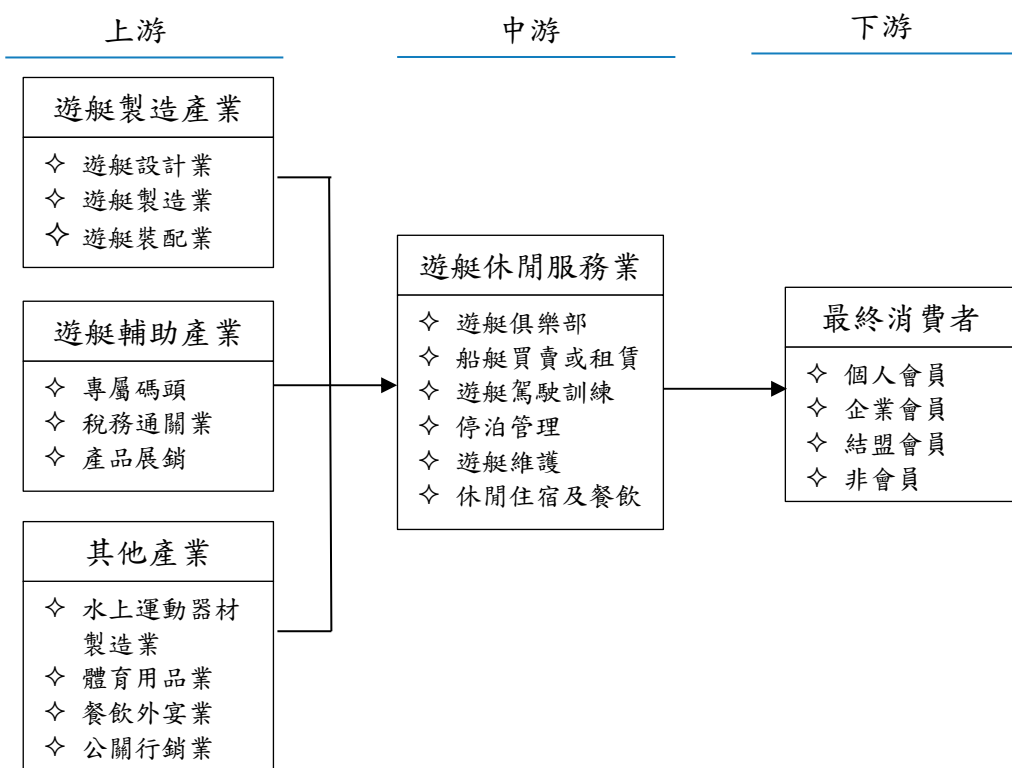 上游
遊艇製造產業
✧ 遊艇設計業
✧ 遊艇製造業
✧ 遊艇裝配業
遊艇輔助產業
✧ 專屬碼頭
✧ 稅務通關業
✧ 產品展銷
其他產業
✧ 水上運動器材
製造業
✧ 體育用品業
✧ 餐飲外宴業
✧ 公關行銷業
中游
遊艇休閒服務業
✧ 遊艇俱樂部
✧ 船艇買賣或租賃
✧ 遊艇駕駛訓練
✧ 停泊管理
✧ 遊艇維護
✧ 休閒住宿及餐飲
下游
最終消費者
✧ 個人會員
✧ 企業會員
✧ 結盟會員
✧ 非會員